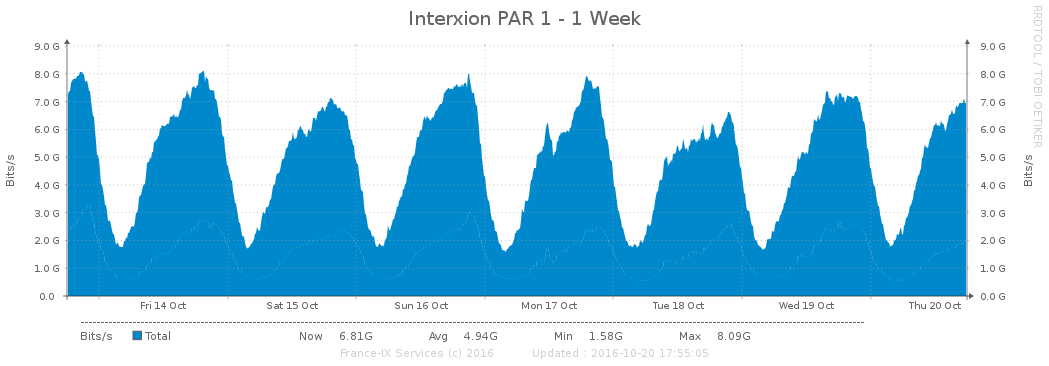 Interxion PAR 1 - 1 Week
RRDTOOL / TOBI OETIKER
Bits/s
9.0 G 9.0 G
8.0 G 8.0 G
7.0 G 7.0 G
6.0 G 6.0 G
5.0 G 5.0 G
4.0 G 4.0 G
3.0 G 3.0 G
2.0 G 2.0 G
1.0 G 1.0 G
0.0 0.0 G
Bits/s
Fri 14 Oct Sat 15 Oct Sun 16 Oct Mon 17 Oct Tue 18 Oct Wed 19 Oct Thu 20 Oct
Bits/s Total Now 6.81G Avg 4.94G Min 1.58G Max 8.09G
France-IX Services (c) 2016 Updated : 2016-10-20 17:55:05